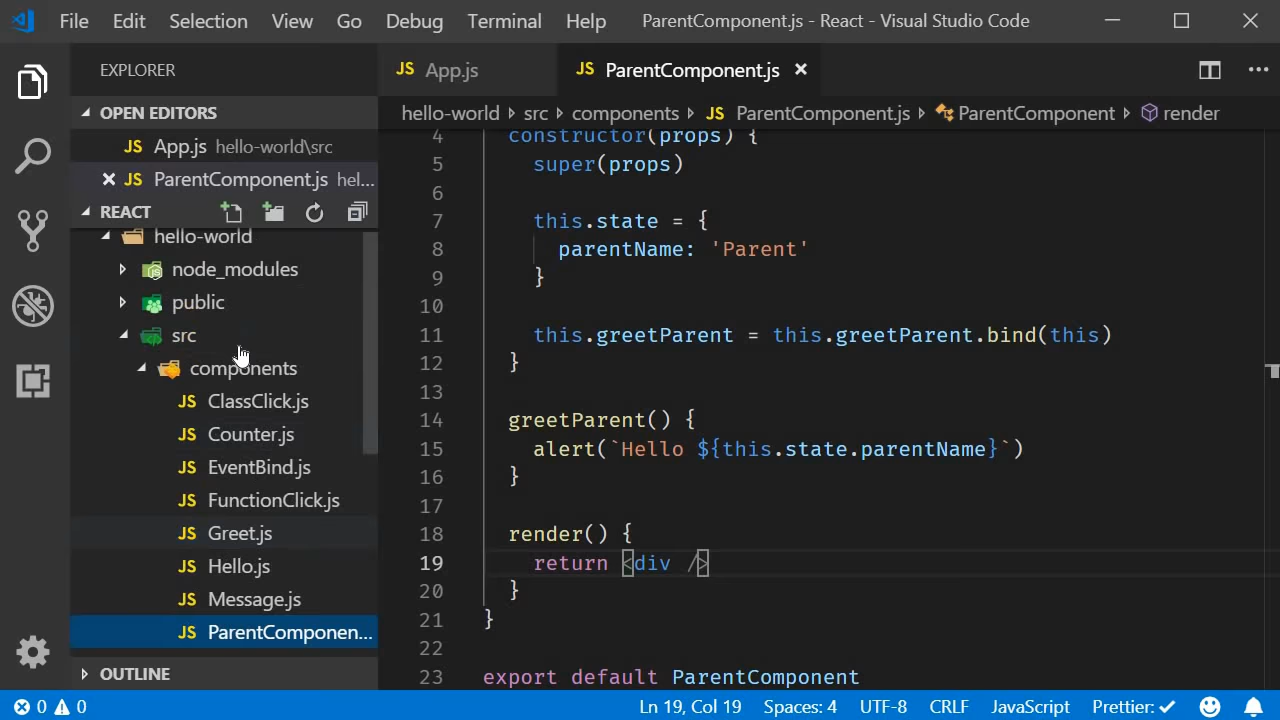 File Edit Selection View Go Debug Terminal Help ParentComponent.js - React - Visual Studio Code
EXPLORER
OPEN EDITORS
JS App.js hello-world\src
JS ParentComponent.js hel...
REACT
hello-world
node_modules
public
src
components
JS ClassClick.js
JS Counter.js
JS EventBind.js
JS FunctionClick.js
JS Greet.js
JS Hello.js
JS Message.js
JS ParentComponen...
OUTLINE
JS App.js JS ParentComponent.js
hello-world src components JS ParentComponent.js ParentComponent render
4 constructor(props) {
5 super(props)
6
7 this.state = {
8 parentName: 'Parent'
9 }
10
11 this.greetParent = this.greetParent.bind(this)
12 }
13
14 greetParent() {
15 alert(`Hello ${this.state.parentName}`)
16 }
17
18 render() {
19 return <div />
20 }
21 }
22
23 export default ParentComponent
0 0 Ln 19, Col 19 Spaces: 4 UTF-8 CRLF JavaScript Prettier: ✓